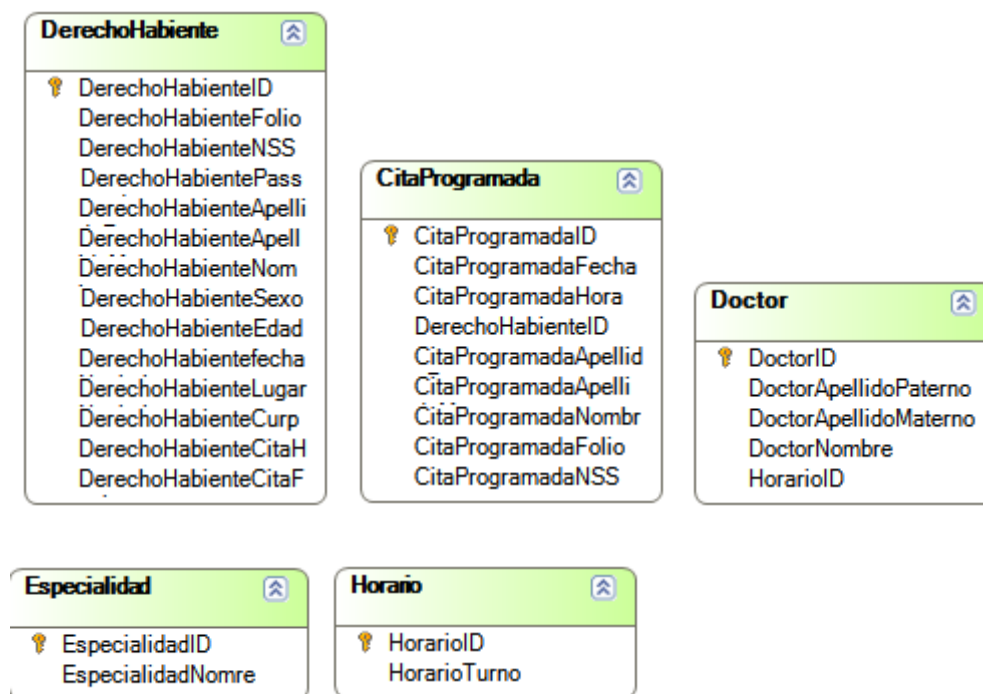 DerechoHabiente
DerechoHabienteID
DerechoHabienteFolio
DerechoHabienteNSS
DerechoHabientePass
DerechoHabienteApelli
DerechoHabienteApell
DerechoHabienteNom
DerechoHabienteSexo
DerechoHabienteEdad
DerechoHabientefecha
DerechoHabienteLugar
DerechoHabienteCurp
DerechoHabienteCitaH
DerechoHabienteCitaF
CitaProgramada
CitaProgramadaID
CitaProgramadaFecha
CitaProgramadaHora
DerechoHabienteID
CitaProgramadaApellid
CitaProgramadaApelli
CitaProgramadaNombr
CitaProgramadaFolio
CitaProgramadaNSS
Doctor
DoctorID
DoctorApellidoPaterno
DoctorApellidoMaterno
DoctorNombre
HorarioID
Especialidad
EspecialidadID
EspecialidadNomre
Horario
HorarioID
HorarioTurno